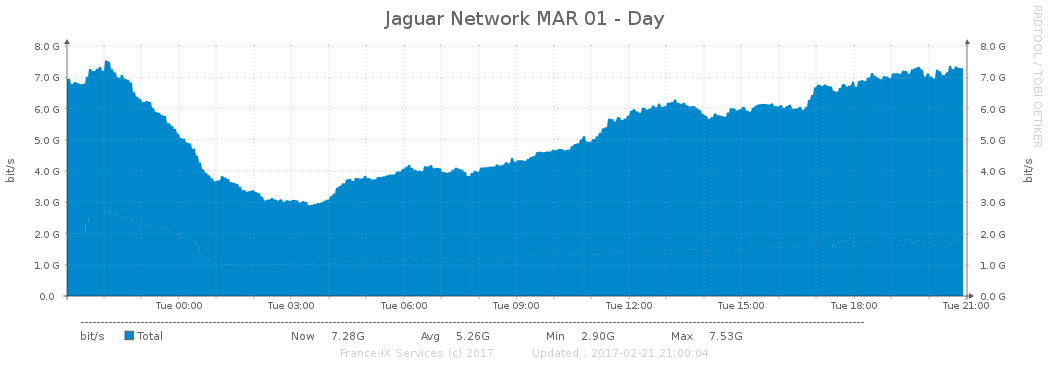 Jaguar Network MAR 01 - Day
RRDTOOL / TOBI OETIKER
8.0 G 8.0 G
7.0 G 7.0 G
6.0 G 6.0 G
5.0 G 5.0 G
4.0 G 4.0 G
3.0 G 3.0 G
2.0 G 2.0 G
1.0 G 1.0 G
0.0 0.0 G
bit/s
bit/s
Tue 00:00 Tue 03:00 Tue 06:00 Tue 09:00 Tue 12:00 Tue 15:00 Tue 18:00 Tue 21:00
bit/s Total Now 7.28G Avg 5.26G Min 2.90G Max 7.53G
France-IX Services (c) 2017 Updated : 2017-02-21 21:00:04